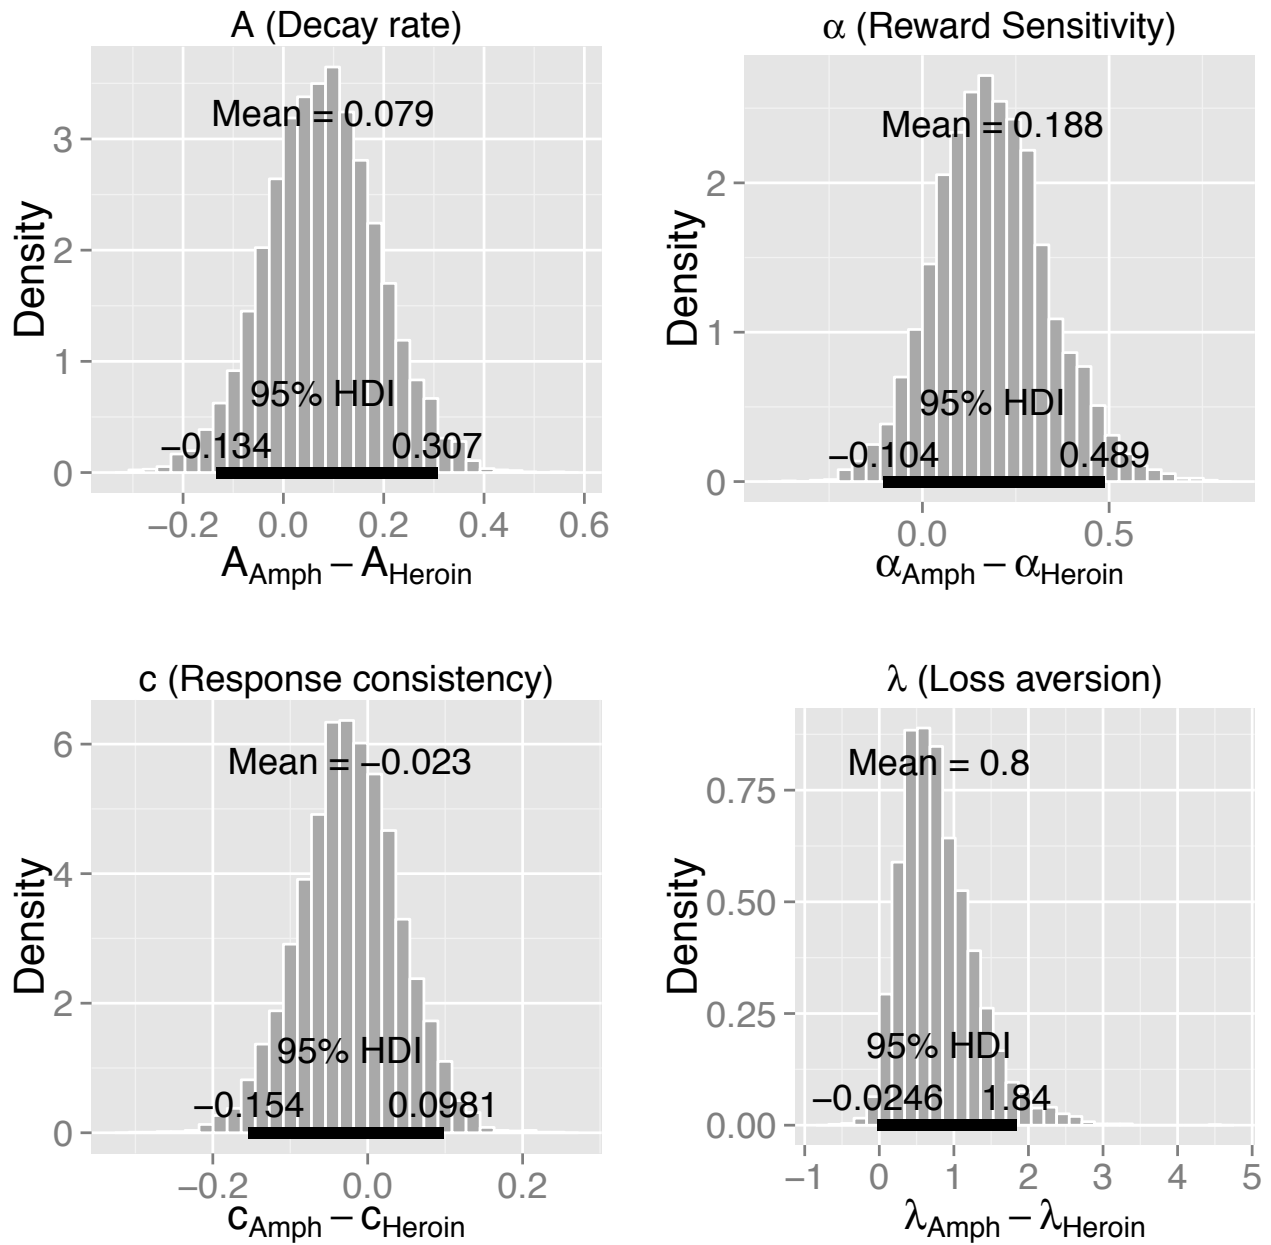 A (Decay rate)
Mean = 0.079
3
2
1
0
Density
95% HDI
−0.134 0.307
−0.2 0.0 0.2 0.4 0.6
A_Amph − A_Heroin
α (Reward Sensitivity)
Mean = 0.188
2
1
0
Density
95% HDI
−0.104 0.489
0.0 0.5
α_Amph − α_Heroin
c (Response consistency)
Mean = −0.023
6
4
2
0
Density
95% HDI
−0.154 0.0981
−0.2 0.0 0.2
c_Amph − c_Heroin
λ (Loss aversion)
Mean = 0.8
0.75
0.50
0.25
0.00
Density
95% HDI
−0.0246 1.84
−1 0 1 2 3 4 5
λ_Amph − λ_Heroin